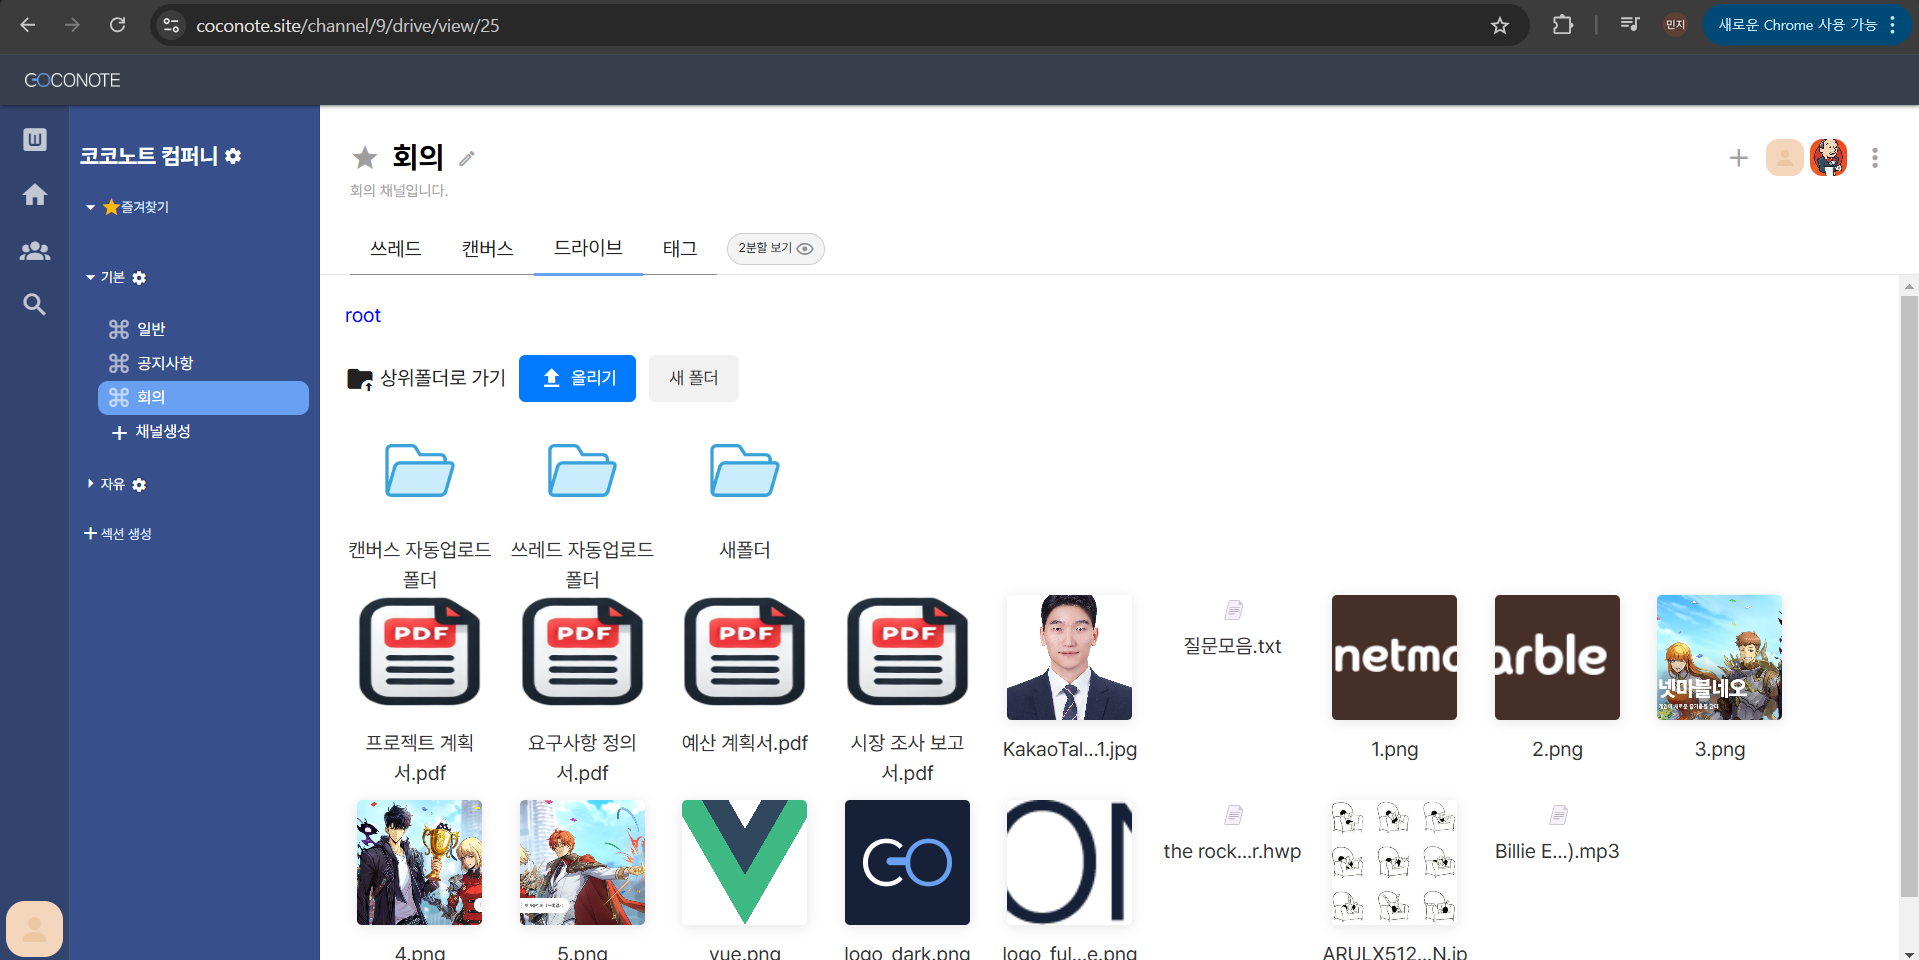 coconote.site/channel/9/drive/view/25
민지
새로운 Chrome 사용 가능
COCONOTE
W
코코노트 컴퍼니
즐겨찾기
기본
일반
공지사항
회의
채널생성
자유
섹션 생성
회의
회의 채널입니다.
쓰레드
캔버스
드라이브
태그
2분할 보기
root
상위폴더로 가기
올리기
새 폴더
캔버스 자동업로드
폴더
쓰레드 자동업로드
폴더
새폴더
PDF
PDF
PDF
PDF
netma
arble
넷마블네오
프로젝트 계획
서.pdf
요구사항 정의
서.pdf
예산 계획서.pdf
시장 조사 보고
서.pdf
KakaoTal...1.jpg
질문모음.txt
1.png
2.png
3.png
the rock...r.hwp
Billie E...).mp3
4.png
5.png
vue.png
logo_dark.png
logo_ful...e.png
ARULX512...N.jp